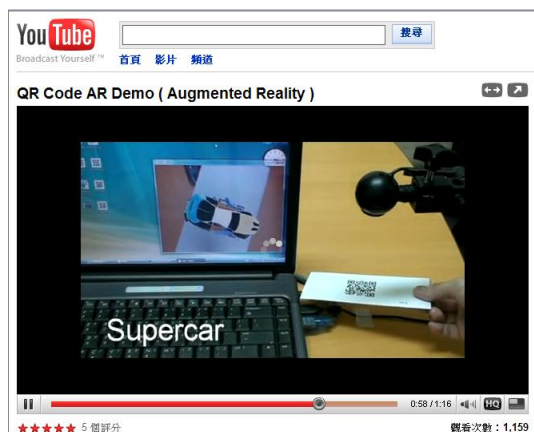 You Tube
Broadcast Yourself ™
搜尋
首頁 影片 頻道
QR Code AR Demo ( Augmented Reality )
Supercar
0:58 / 1:16 HQ
5 個評分
觀看次數：1,159